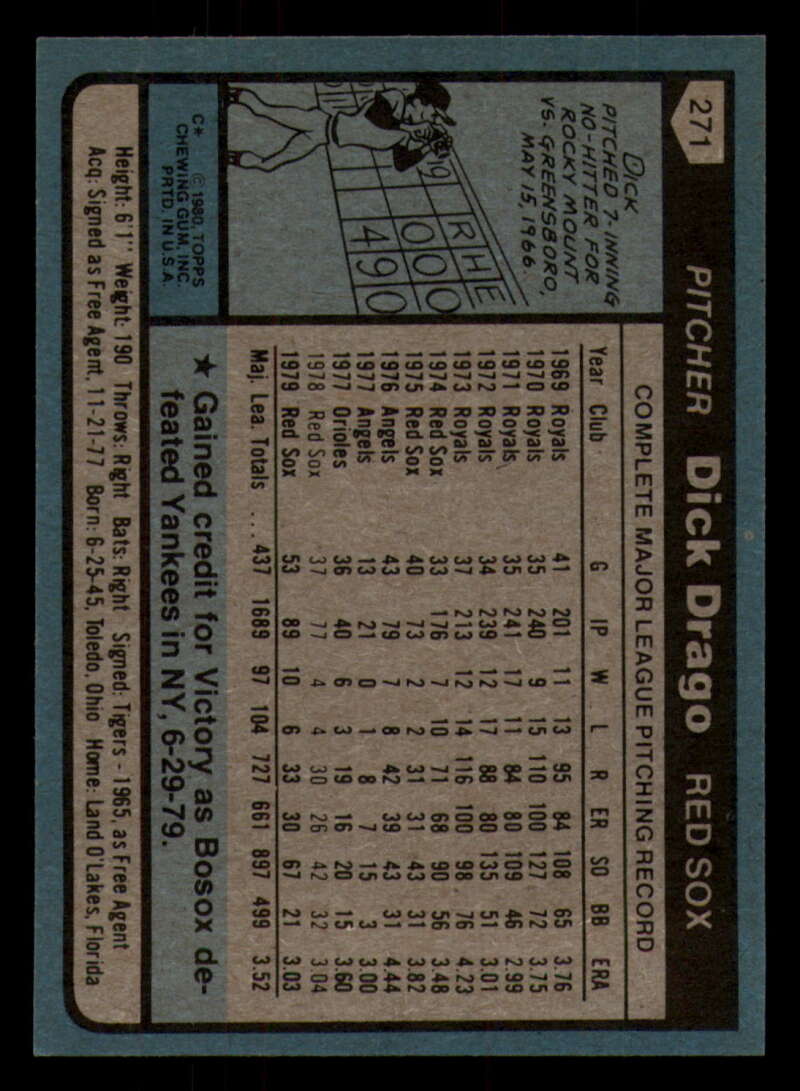 271
PITCHER Dick Drago RED SOX
DICK
PITCHED 7-INNING
NO-HITTER FOR
ROCKY MOUNT
VS. GREENSBORO,
MAY 15, 1966
9 R H E
0 0 0
4 9 0
C* © 1980, TOPPS
CHEWING GUM, INC.
PRTD. IN U.S.A.
COMPLETE MAJOR LEAGUE PITCHING RECORD
Year Club G IP W L R ER SO BB ERA
1969 Royals 41 201 11 13 95 84 108 65 3.76
1970 Royals 35 240 9 15 110 100 127 72 3.75
1971 Royals 35 241 17 11 84 80 109 46 2.99
1972 Royals 34 239 12 17 88 80 135 51 3.01
1973 Royals 37 213 12 14 116 100 98 76 4.23
1974 Red Sox 33 176 7 10 71 68 90 56 3.48
1975 Red Sox 40 73 2 2 31 31 43 31 3.82
1976 Angels 43 79 7 8 42 39 43 31 4.44
1977 Angels 13 21 0 1 8 7 15 3 3.00
1977 Orioles 36 40 6 3 19 16 20 15 3.60
1978 Red Sox 37 77 4 4 30 26 42 32 3.04
1979 Red Sox 53 89 10 6 33 30 67 21 3.03
Maj. Lea. Totals ... 437 1689 97 104 727 661 897 499 3.52
★ Gained credit for Victory as Bosox de-
feated Yankees in NY, 6-29-79.
Height: 6'1" Weight: 190 Throws: Right Bats: Right Signed: Tigers - 1965, as Free Agent
Acq: Signed as Free Agent, 11-21-77 Born: 6-25-45, Toledo, Ohio Home: Land O'Lakes, Florida